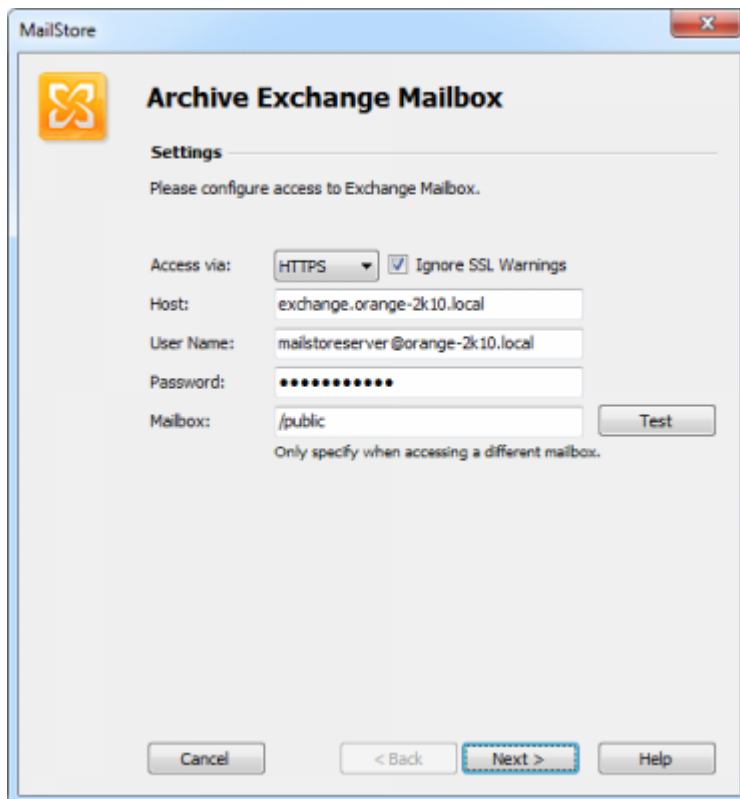 MailStore
Archive Exchange Mailbox
Settings
Please configure access to Exchange Mailbox.
Access via: HTTPS Ignore SSL Warnings
Host: exchange.orange-2k10.local
User Name: mailstoreserver@orange-2k10.local
Password: •••••••••••
Mailbox: /public Test
Only specify when accessing a different mailbox.
Cancel < Back Next > Help